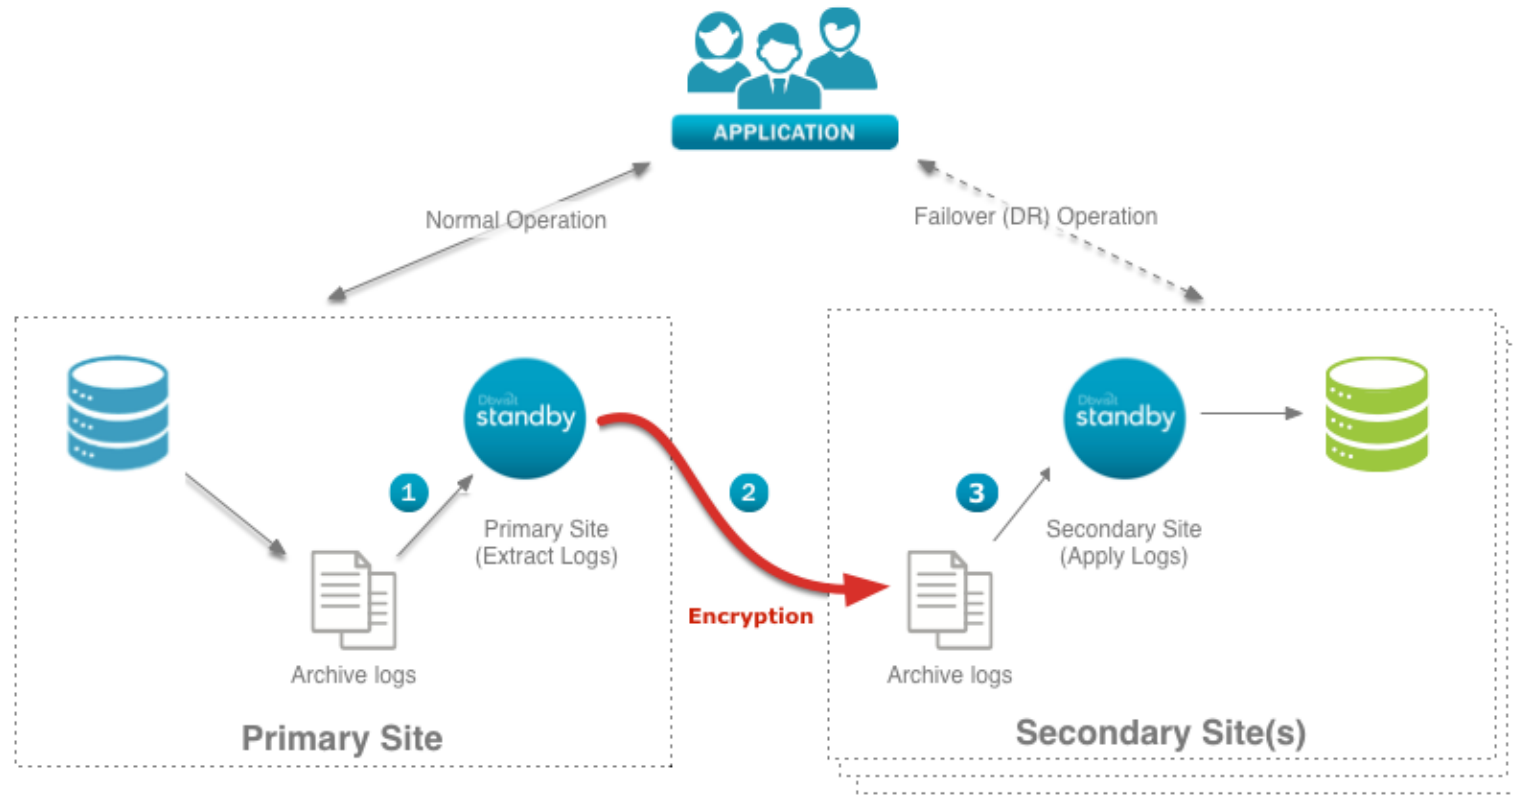 APPLICATION
Normal Operation
Failover (DR) Operation
Dbvisit
standby
1
Primary Site
(Extract Logs)
Archive logs
Primary Site
2
Encryption
Dbvisit
standby
3
Secondary Site
(Apply Logs)
Archive logs
Secondary Site(s)